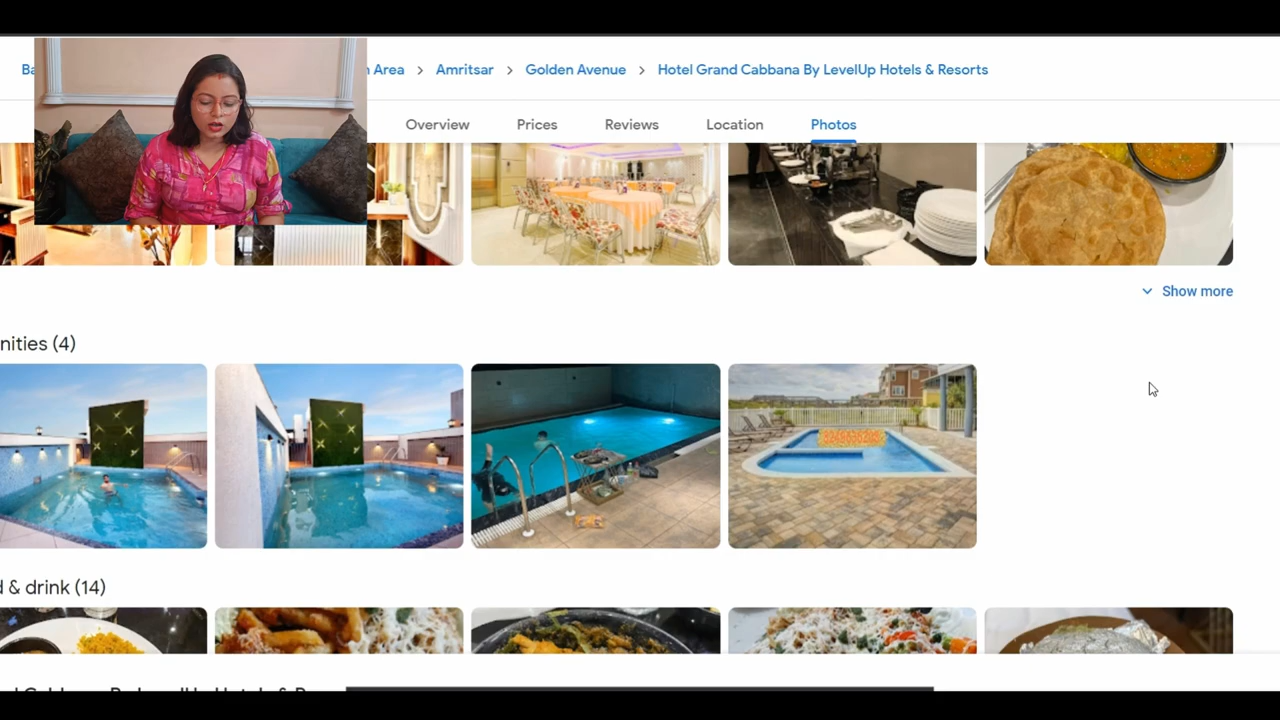 Area > Amritsar > Golden Avenue > Hotel Grand Cabbana By LevelUp Hotels & Resorts
Overview Prices Reviews Location Photos
Show more
nities (4)
& drink (14)